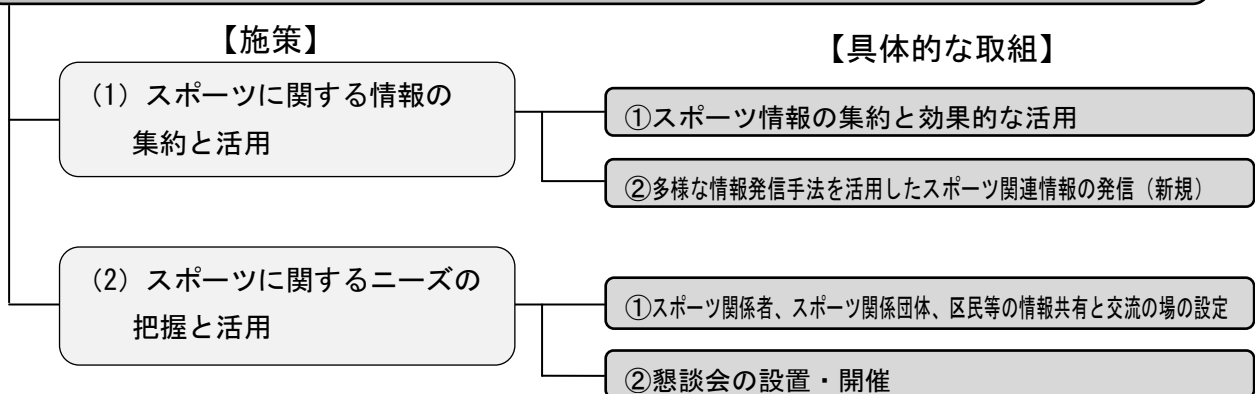 【施策】
【具体的な取組】
(1) スポーツに関する情報の
集約と活用
①スポーツ情報の集約と効果的な活用
②多様な情報発信手法を活用したスポーツ関連情報の発信（新規）
(2) スポーツに関するニーズの
把握と活用
①スポーツ関係者、スポーツ関係団体、区民等の情報共有と交流の場の設定
②懇談会の設置・開催